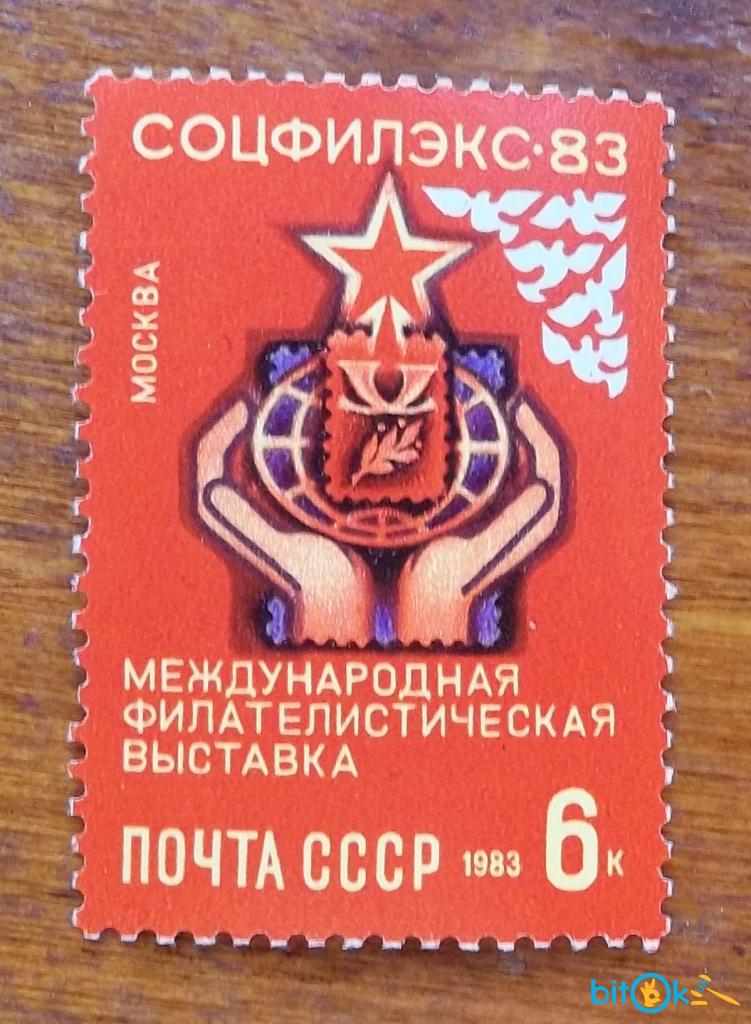 СОЦФИЛЭКС·83
МОСКВА
МЕЖДУНАРОДНАЯ
ФИЛАТЕЛИСТИЧЕСКАЯ
ВЫСТАВКА
ПОЧТА СССР 1983 6к
bitOk